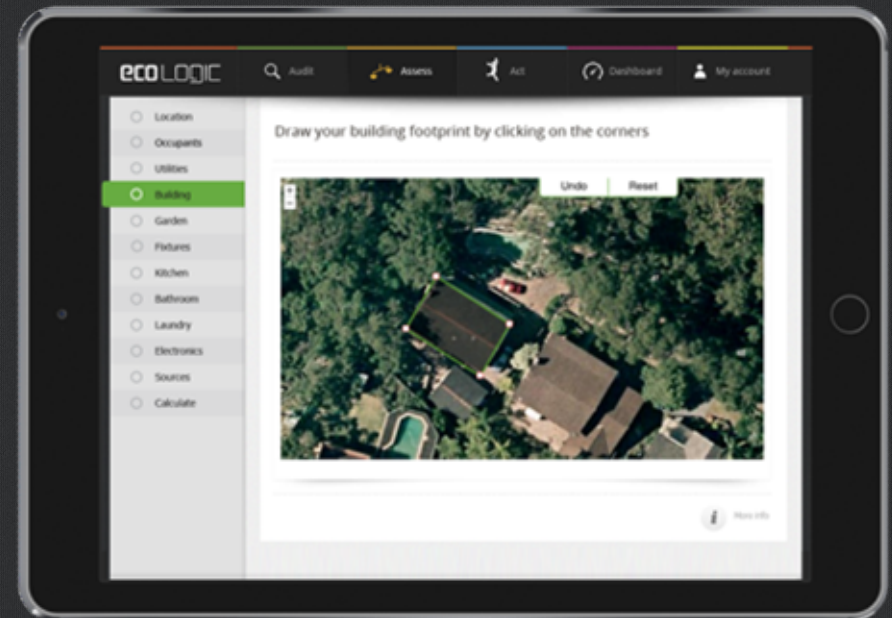 ecoLOGIC
Audit
Assess
Act
Dashboard
My account
Location
Occupants
Utilities
Building
Garden
Fixtures
Kitchen
Bathroom
Laundry
Electronics
Sources
Calculate
Draw your building footprint by clicking on the corners
+
−
Undo
Reset
i
More info